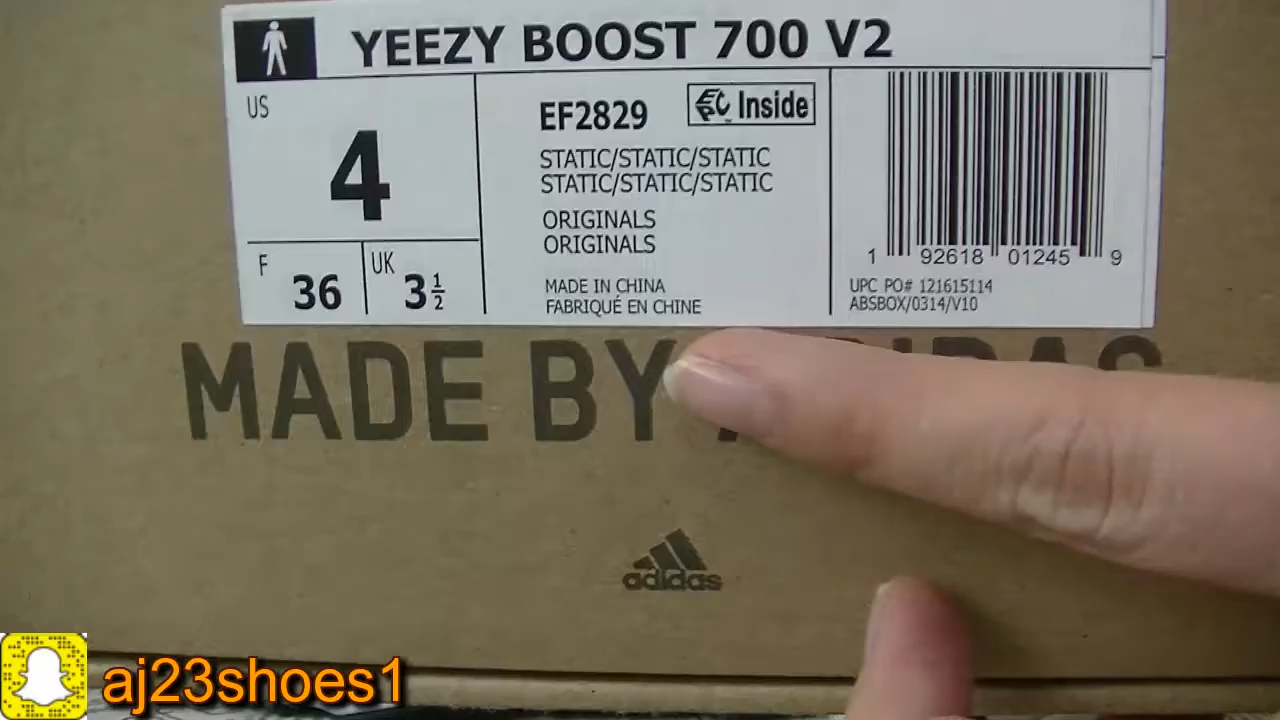 YEEZY BOOST 700 V2
US
4
F 36
UK 3½
EF2829
EPC Inside
STATIC/STATIC/STATIC
STATIC/STATIC/STATIC
ORIGINALS
ORIGINALS
MADE IN CHINA
FABRIQUÉ EN CHINE
1 92618 01245 9
UPC PO# 121615114
ABSBOX/0314/V10
MADE BY
adidas
aj23shoes1